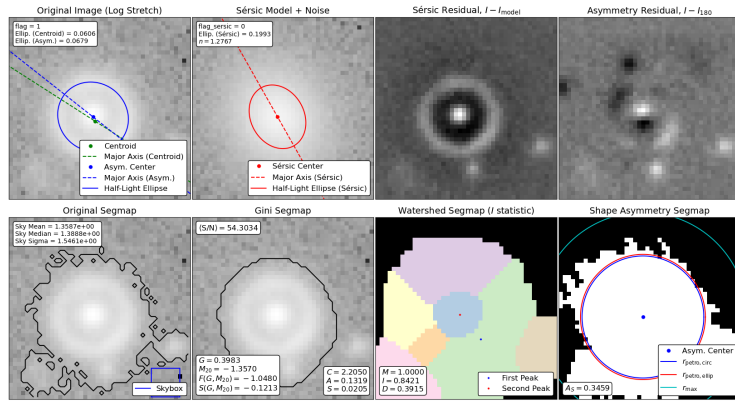 Original Image (Log Stretch)
flag = 1
Ellip. (Centroid) = 0.0606
Ellip. (Asym.) = 0.0679
Centroid
Major Axis (Centroid)
Asym. Center
Major Axis (Asym.)
Half-Light Ellipse
Sérsic Model + Noise
flag_sersic = 0
Ellip. (Sérsic) = 0.1993
n = 1.2767
Sérsic Center
Major Axis (Sérsic)
Half-Light Ellipse (Sérsic)
Sérsic Residual, I − I_model
Asymmetry Residual, I − I_180
Original Segmap
Sky Mean = 1.3587e+00
Sky Median = 1.3888e+00
Sky Sigma = 1.5461e+00
Skybox
Gini Segmap
⟨S/N⟩ = 54.3034
G = 0.3983
M_20 = −1.3570
F(G, M_20) = −1.0480
S(G, M_20) = −0.1213
C = 2.2050
A = 0.1319
S = 0.0205
Watershed Segmap (I statistic)
M = 1.0000
I = 0.8421
D = 0.3915
First Peak
Second Peak
Shape Asymmetry Segmap
A_S = 0.3459
Asym. Center
r_petro, circ
r_petro, ellip
r_max